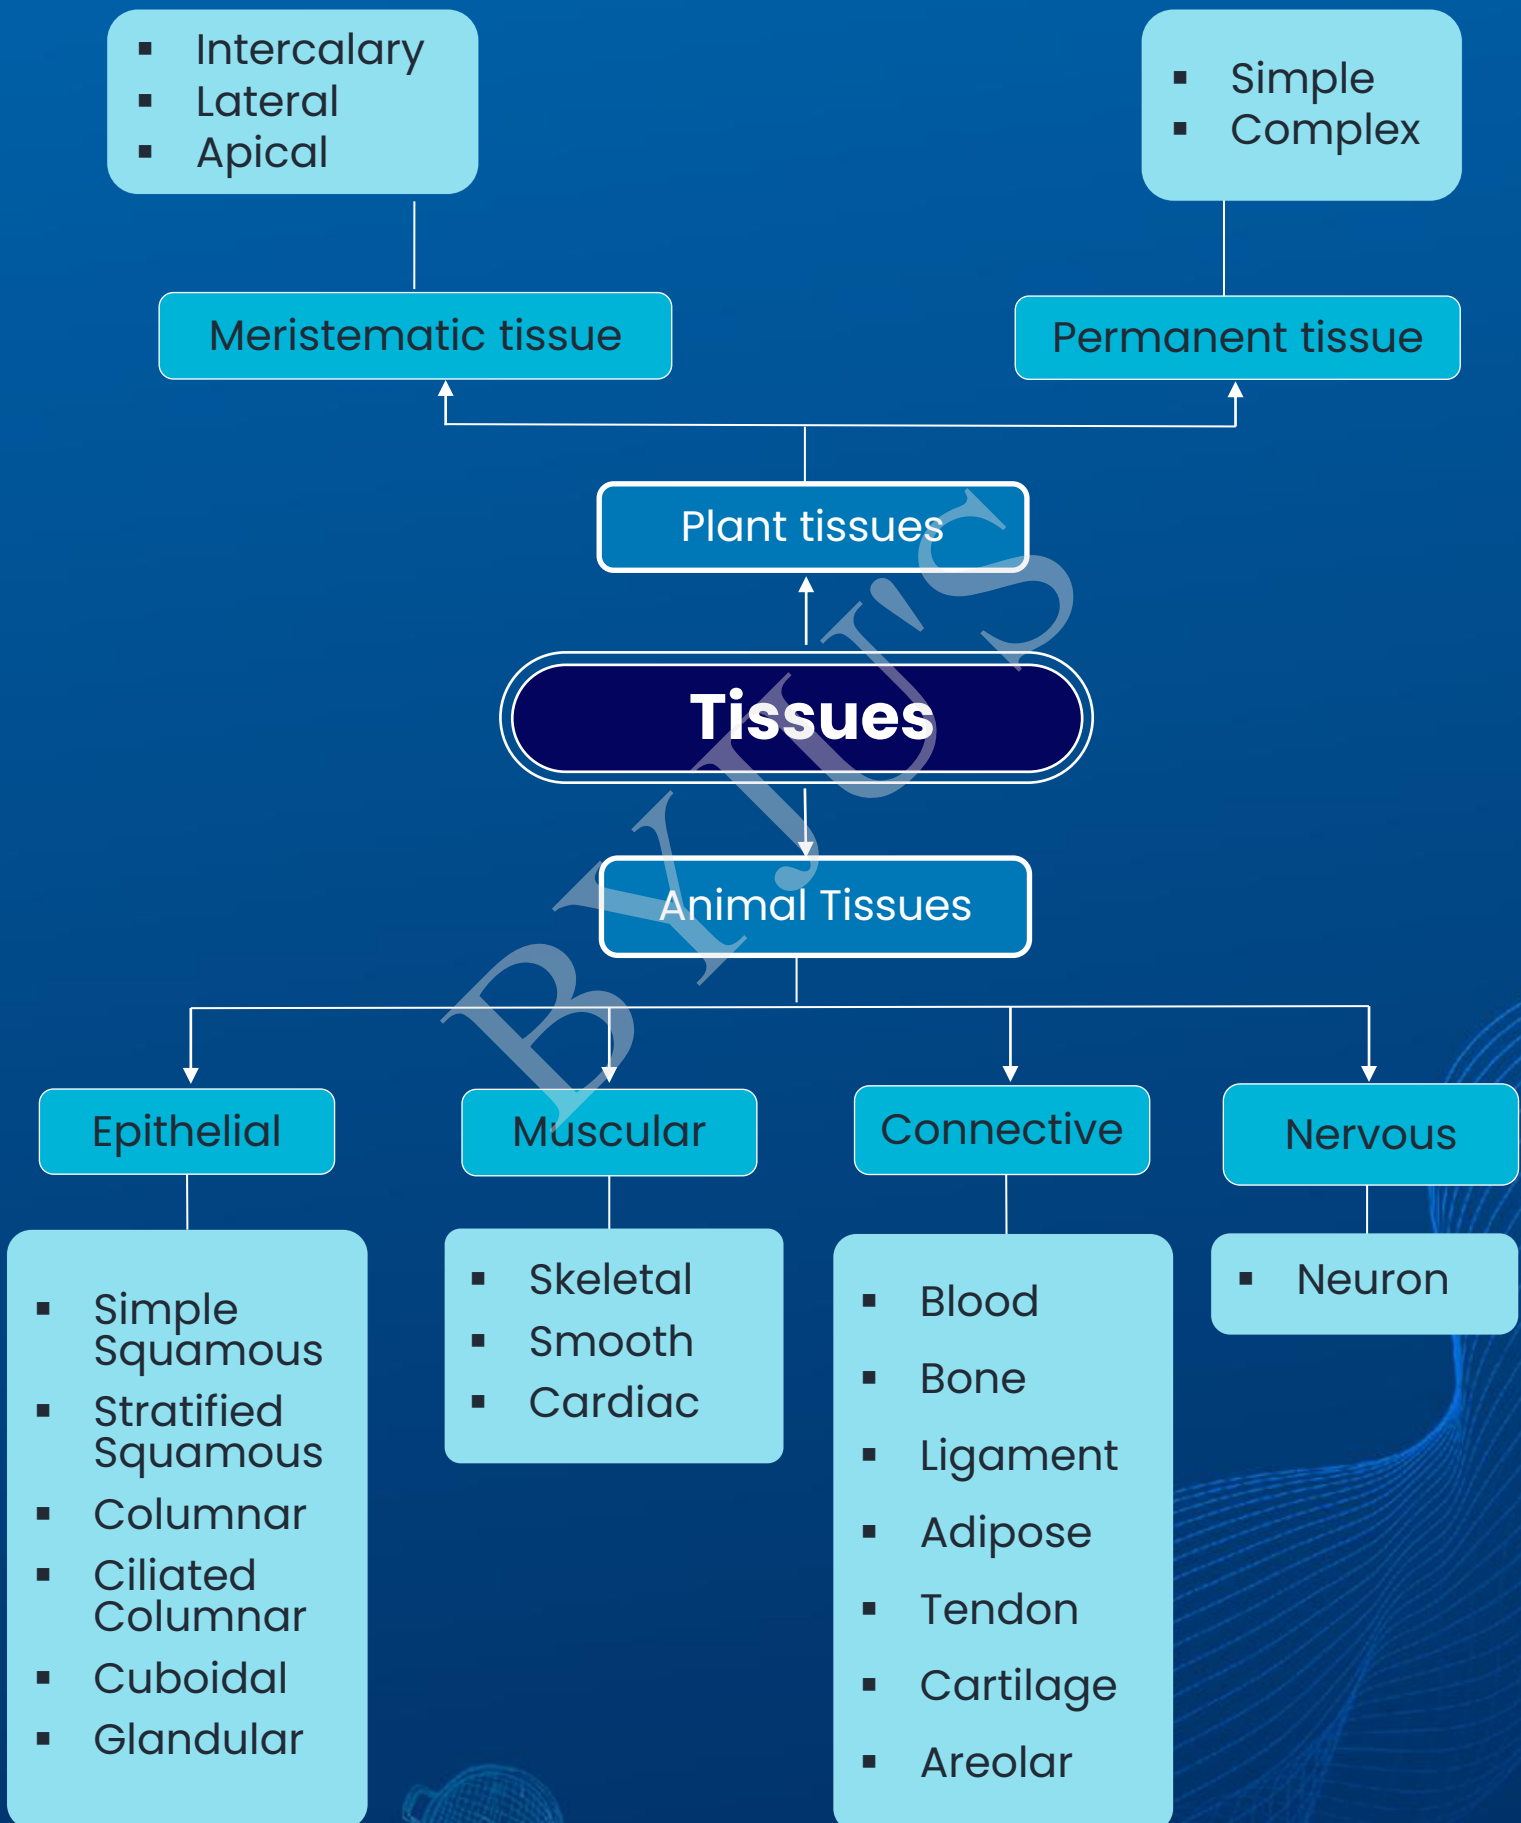 Intercalary
Lateral
Apical
Simple
Complex
Meristematic tissue
Permanent tissue
Plant tissues
Tissues
Animal Tissues
BYJU'S
Epithelial
Muscular
Connective
Nervous
Simple
Squamous
Stratified
Squamous
Columnar
Ciliated
Columnar
Cuboidal
Glandular
Skeletal
Smooth
Cardiac
Blood
Bone
Ligament
Adipose
Tendon
Cartilage
Areolar
Neuron